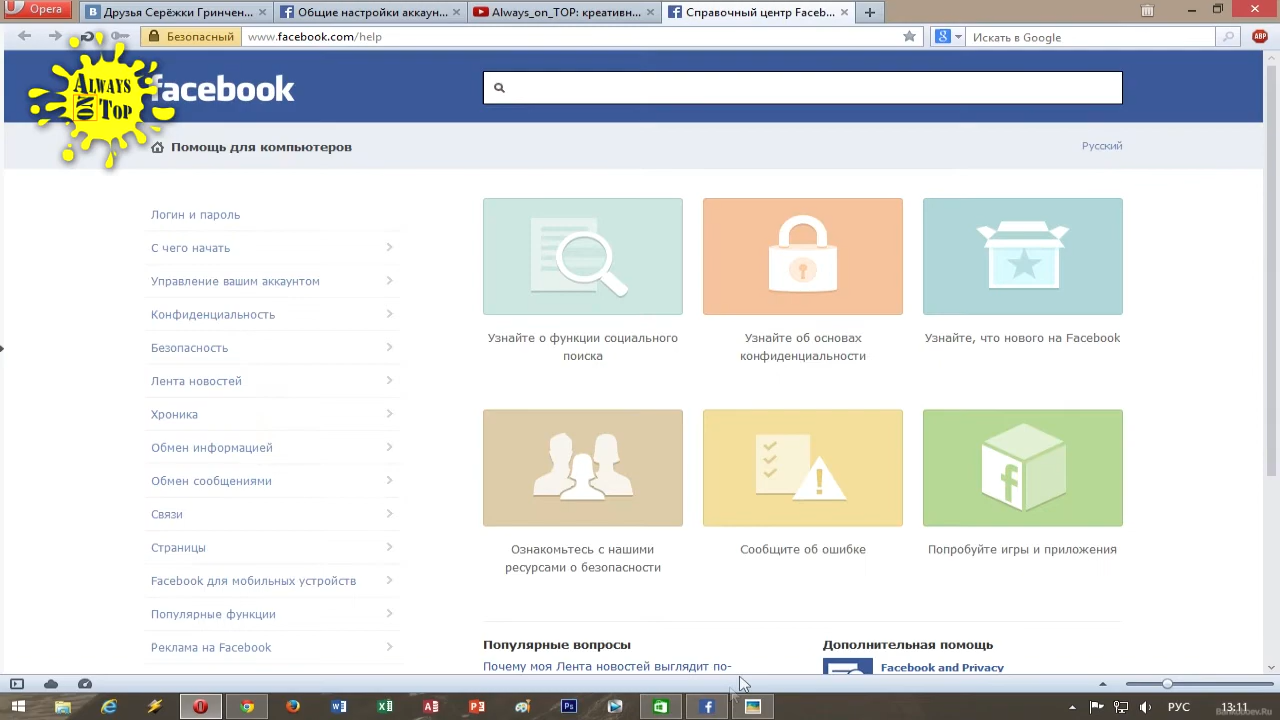 Opera
Друзья Серёжки Гринчен...
Общие настройки аккаун...
Always_on_TOP: креативн...
Справочный центр Faceb...
Безопасный
www.facebook.com/help
Искать в Google
ABP
ALWAYS
ON TOP
facebook
Помощь для компьютеров
Русский
Логин и пароль
С чего начать
Управление вашим аккаунтом
Конфиденциальность
Безопасность
Лента новостей
Хроника
Обмен информацией
Обмен сообщениями
Связи
Страницы
Facebook для мобильных устройств
Популярные функции
Реклама на Facebook
Узнайте о функции социального
поиска
Узнайте об основах
конфиденциальности
Узнайте, что нового на Facebook
Ознакомьтесь с нашими
ресурсами о безопасности
Сообщите об ошибке
Попробуйте игры и приложения
Популярные вопросы
Почему моя Лента новостей выглядит по-
Дополнительная помощь
Facebook and Privacy
РУС
13:11